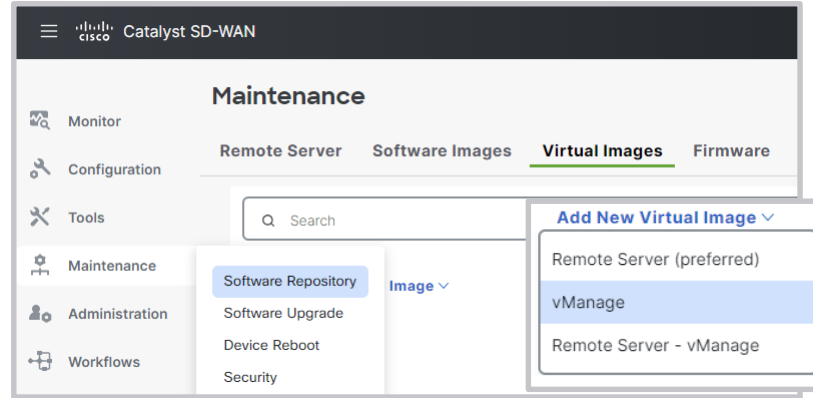 cisco Catalyst SD-WAN
Maintenance
Monitor
Configuration
Tools
Maintenance
Administration
Workflows
Remote Server Software Images Virtual Images Firmware
Search
Image
Software Repository
Software Upgrade
Device Reboot
Security
Add New Virtual Image
Remote Server (preferred)
vManage
Remote Server - vManage